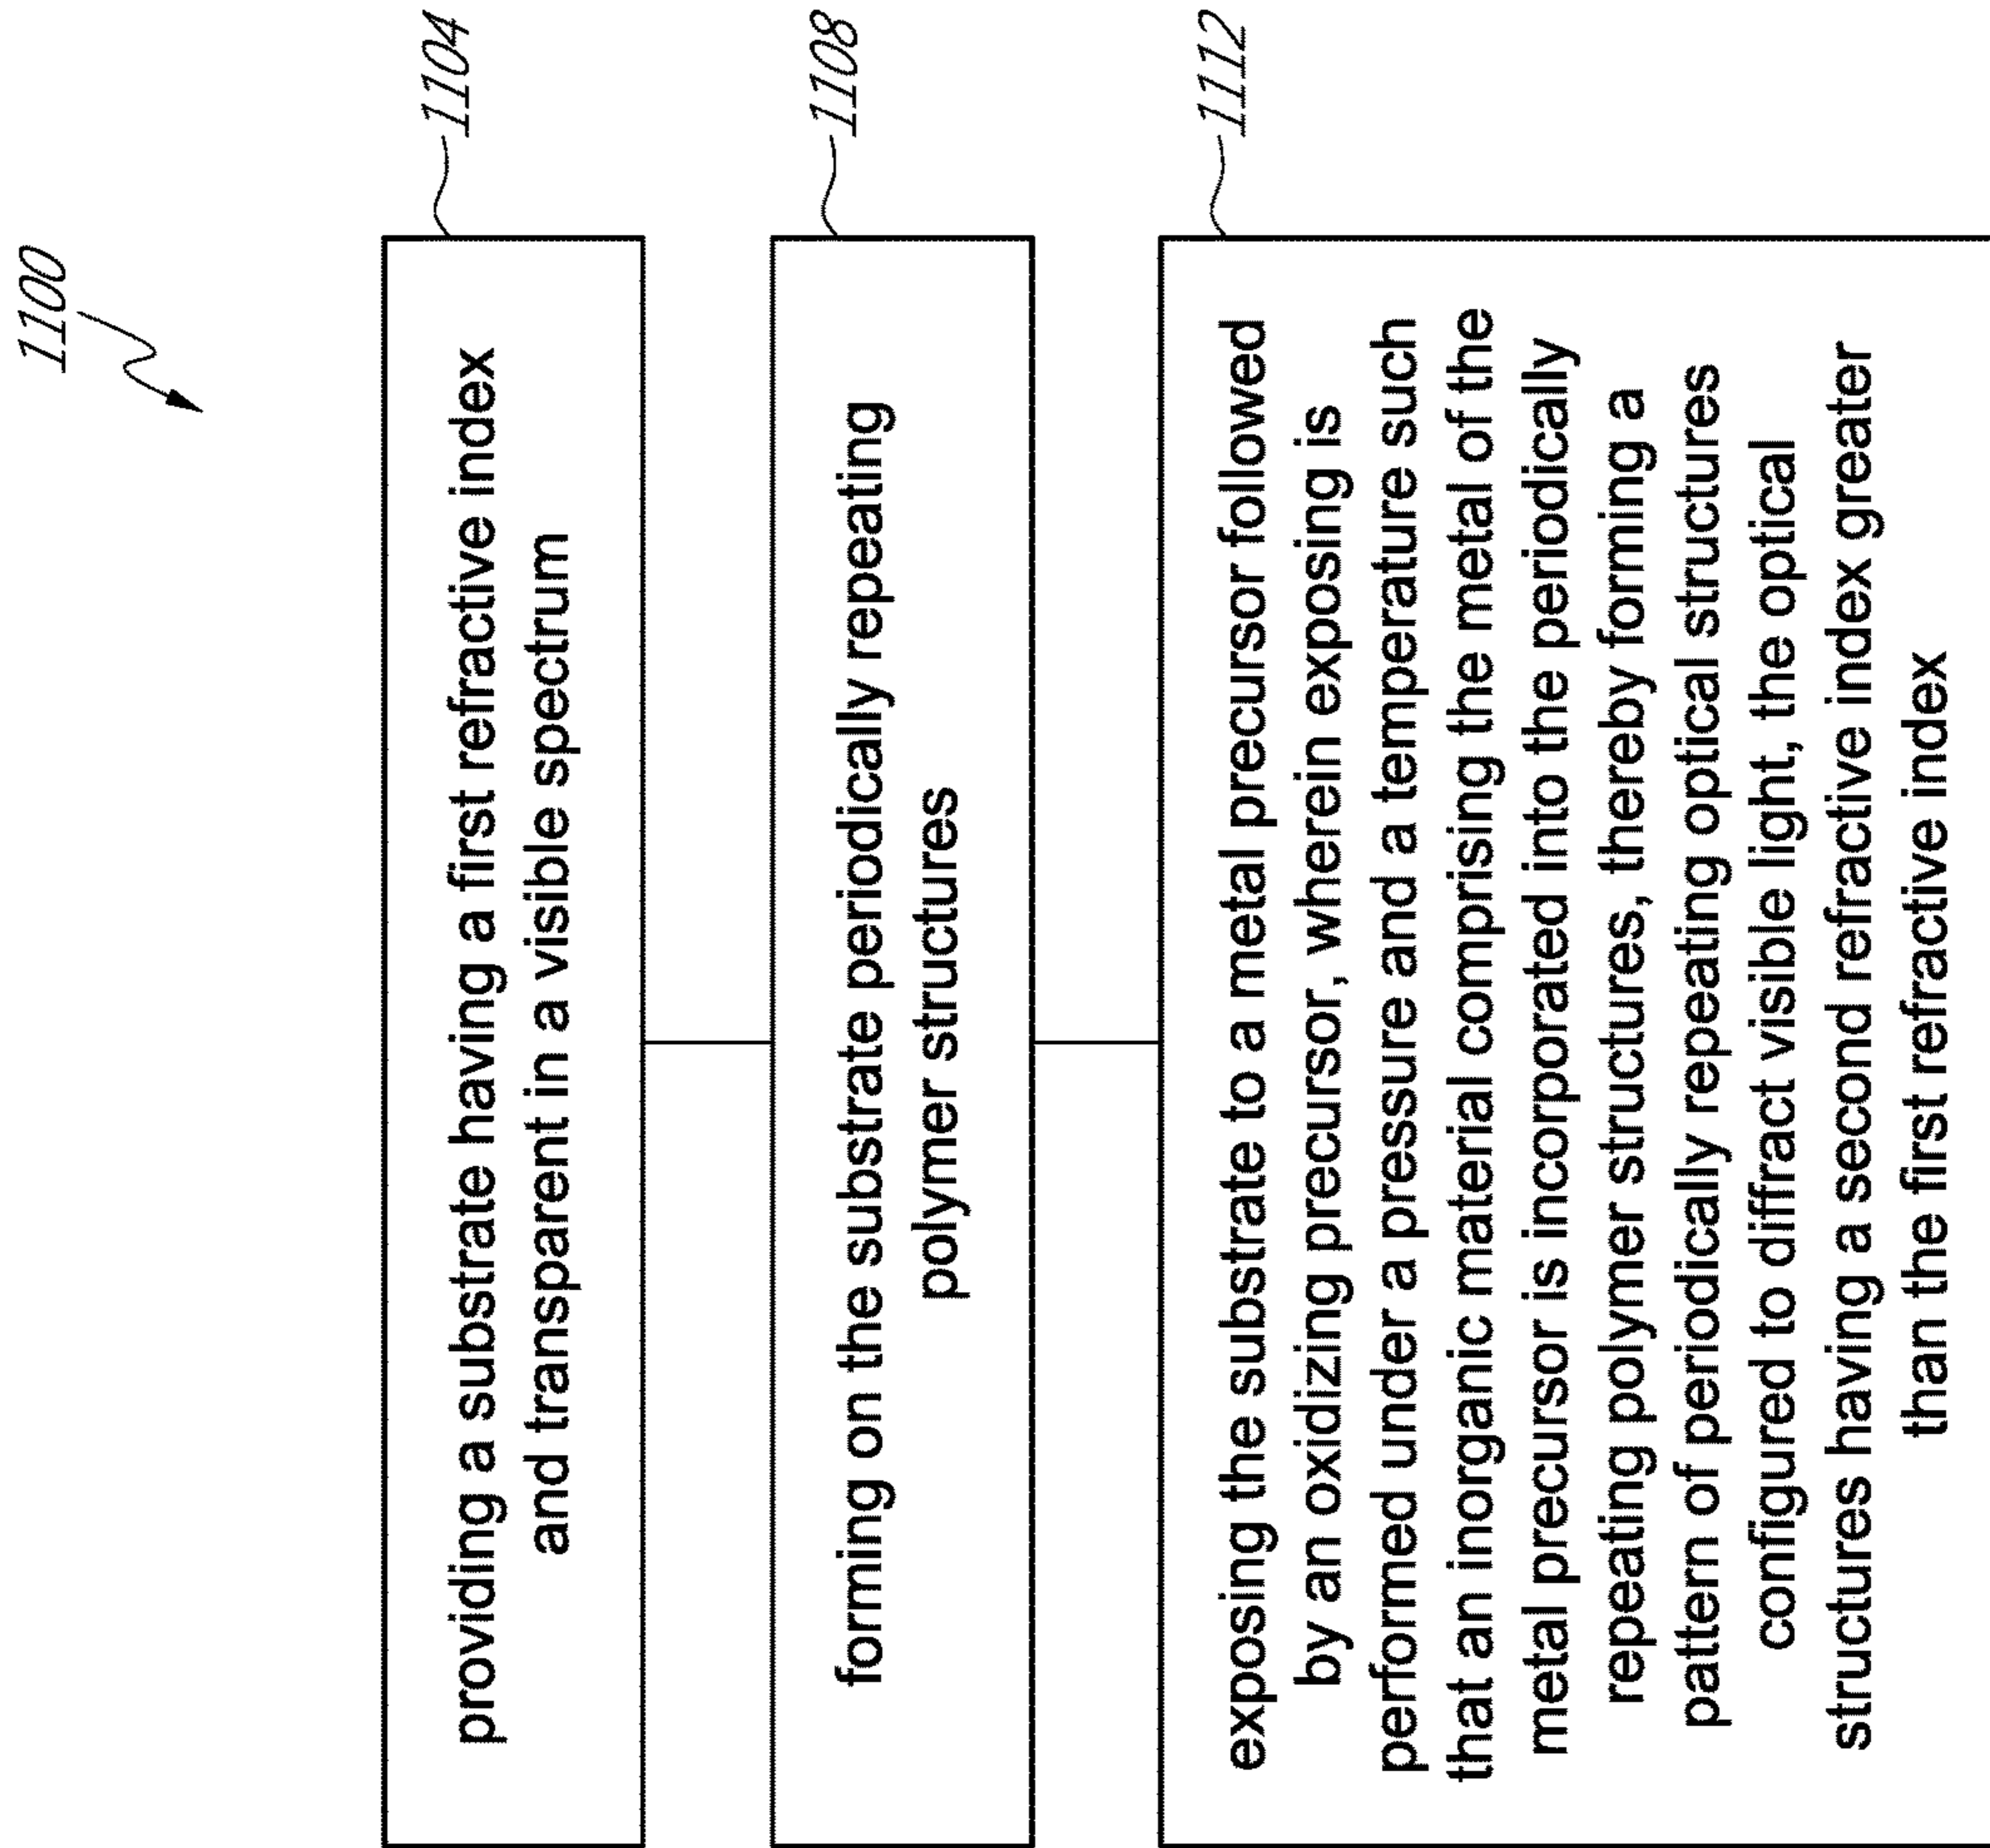 1100
1104
providing a substrate having a first refractive index
and transparent in a visible spectrum
1108
forming on the substrate periodically repeating
polymer structures
1112
exposing the substrate to a metal precursor followed
by an oxidizing precursor, wherein exposing is
performed under a pressure and a temperature such
that an inorganic material comprising the metal of the
metal precursor is incorporated into the periodically
repeating polymer structures, thereby forming a
pattern of periodically repeating optical structures
configured to diffract visible light, the optical
structures having a second refractive index greater
than the first refractive index